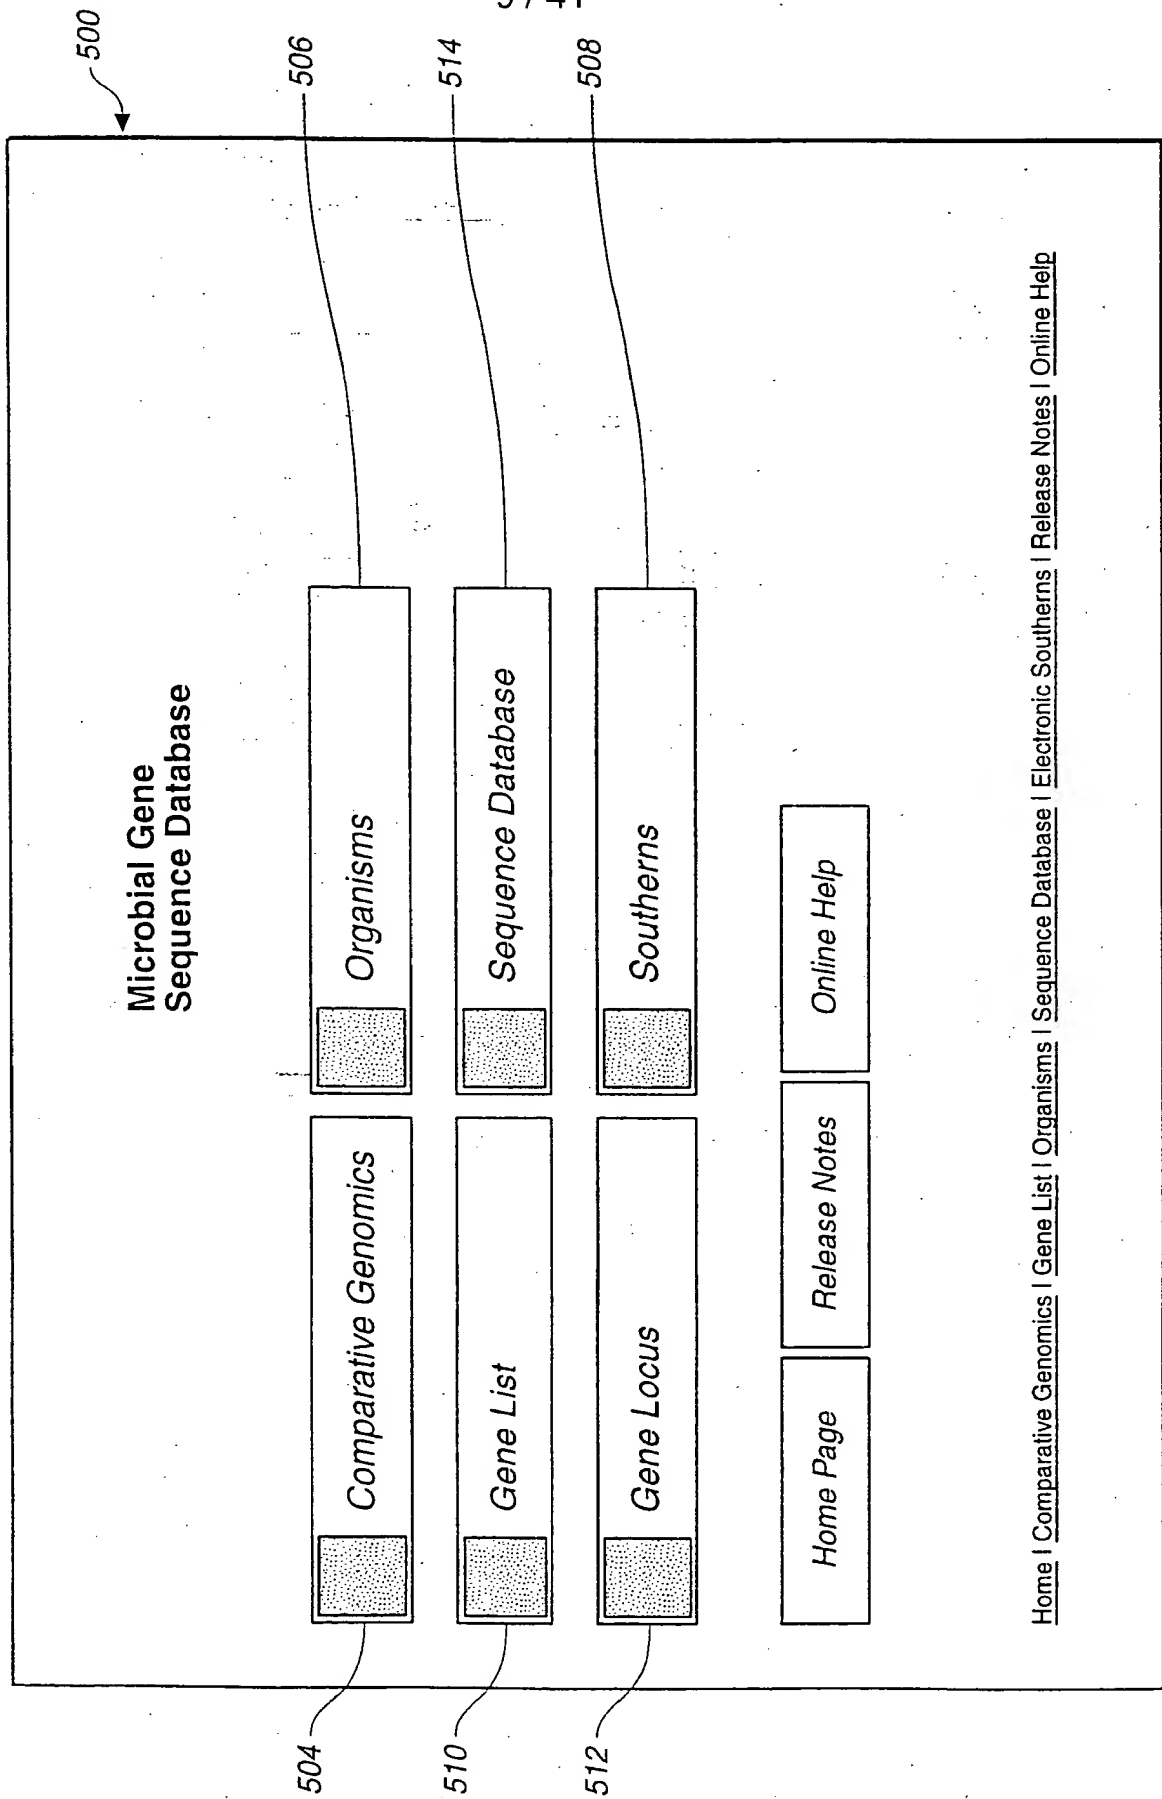 500
Microbial Gene
Sequence Database
504
Comparative Genomics
Organisms
506
510
Gene List
Sequence Database
514
512
Gene Locus
Southerns
508
Home Page
Release Notes
Online Help
Home | Comparative Genomics | Gene List | Organisms | Sequence Database | Electronic Southerns | Release Notes | Online Help